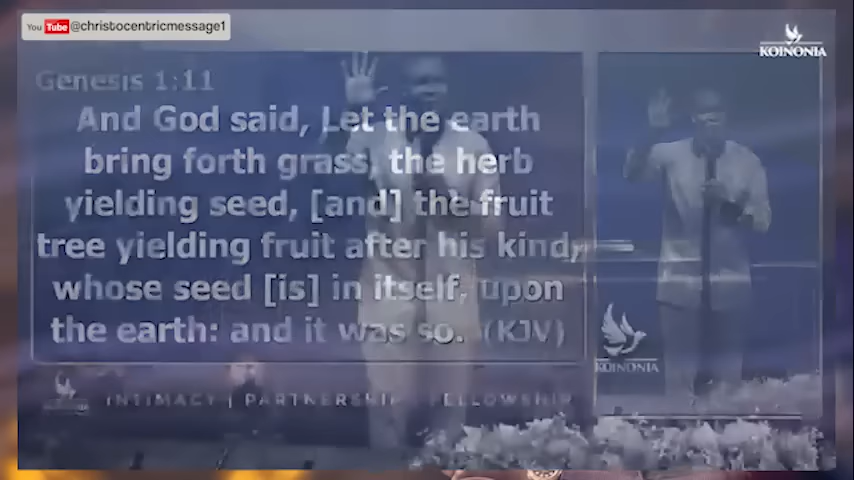 You Tube @christocentricmessage1
KOINONIA
Genesis 1:11
And God said, Let the earth
bring forth grass, the herb
yielding seed, [and] the fruit
tree yielding fruit after his kind,
whose seed [is] in itself, upon
the earth: and it was so. (KJV)
KOINONIA
INTIMACY | PARTNERSHIP FELLOWSHIP